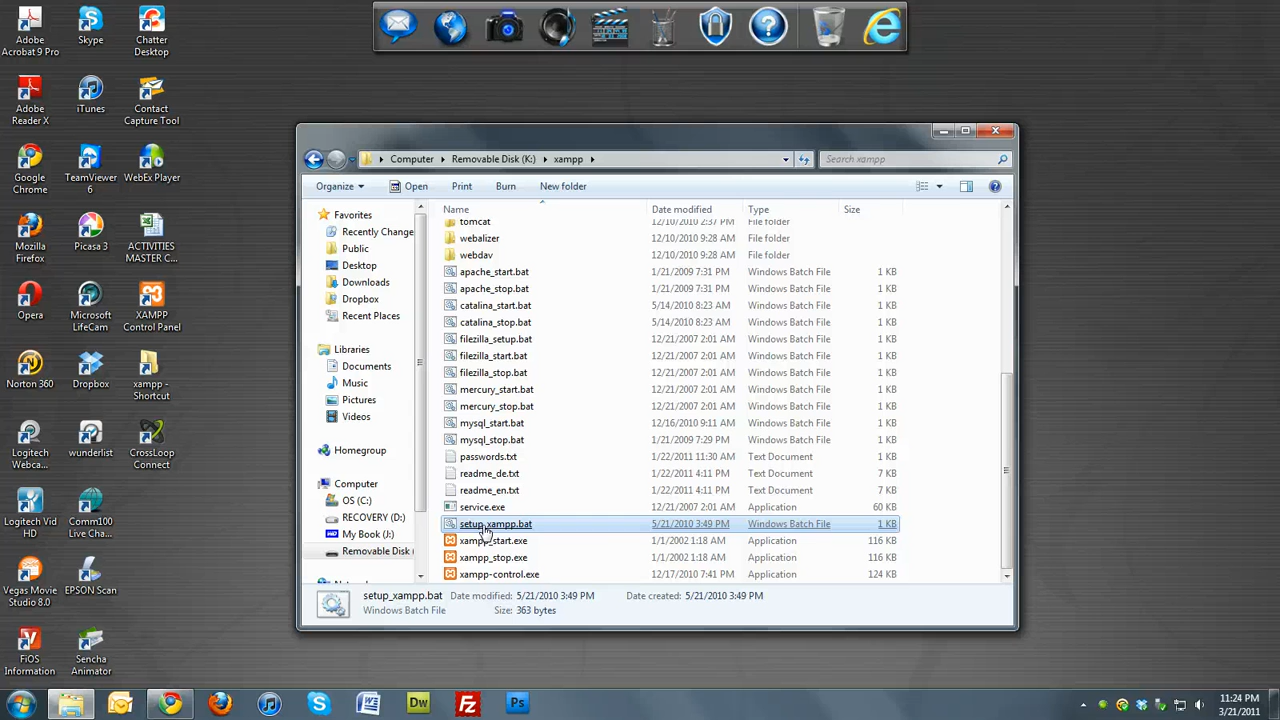 Adobe Acrobat 9 Pro
Skype
Chatter Desktop
Adobe Reader X
iTunes
Contact Capture Tool
Google Chrome
TeamViewer 6
WebEx Player
Mozilla Firefox
Picasa 3
ACTIVITIES MASTER C...
Opera
Microsoft LifeCam
XAMPP Control Panel
Norton 360
Dropbox
xampp - Shortcut
Logitech Webca...
wunderlist
CrossLoop Connect
Logitech Vid HD
Comm100 Live Cha...
Vegas Movie Studio 8.0
EPSON Scan
FiOS Information
Sencha Animator
Computer Removable Disk (K:) xampp
Search xampp
Organize Open Print Burn New folder
Favorites
Recently Change
Public
Desktop
Downloads
Dropbox
Recent Places
Libraries
Documents
Music
Pictures
Videos
Homegroup
Computer
OS (C:)
RECOVERY (D:)
My Book (J:)
Removable Disk (
Name Date modified Type Size
tomcat 12/10/2010 2:37 PM File folder
webalizer 12/10/2010 9:28 AM File folder
webdav 12/10/2010 9:28 AM File folder
apache_start.bat 1/21/2009 7:31 PM Windows Batch File 1 KB
apache_stop.bat 1/21/2009 7:31 PM Windows Batch File 1 KB
catalina_start.bat 5/14/2010 8:23 AM Windows Batch File 1 KB
catalina_stop.bat 5/14/2010 8:23 AM Windows Batch File 1 KB
filezilla_setup.bat 12/21/2007 2:01 AM Windows Batch File 1 KB
filezilla_start.bat 12/21/2007 2:01 AM Windows Batch File 1 KB
filezilla_stop.bat 12/21/2007 2:01 AM Windows Batch File 1 KB
mercury_start.bat 12/21/2007 2:01 AM Windows Batch File 1 KB
mercury_stop.bat 12/21/2007 2:01 AM Windows Batch File 1 KB
mysql_start.bat 12/16/2010 9:11 AM Windows Batch File 1 KB
mysql_stop.bat 1/21/2009 7:29 PM Windows Batch File 1 KB
passwords.txt 1/22/2011 11:30 AM Text Document 1 KB
readme_de.txt 1/22/2011 4:11 PM Text Document 7 KB
readme_en.txt 1/22/2011 4:11 PM Text Document 7 KB
service.exe 12/21/2007 2:01 AM Application 60 KB
setup_xampp.bat 5/21/2010 3:49 PM Windows Batch File 1 KB
xampp_start.exe 1/1/2002 1:18 AM Application 116 KB
xampp_stop.exe 1/1/2002 1:18 AM Application 116 KB
xampp-control.exe 12/17/2010 7:41 PM Application 124 KB
setup_xampp.bat Date modified: 5/21/2010 3:49 PM Date created: 5/21/2010 3:49 PM
Windows Batch File Size: 363 bytes
Dw
Fz
Ps
11:24 PM
3/21/2011